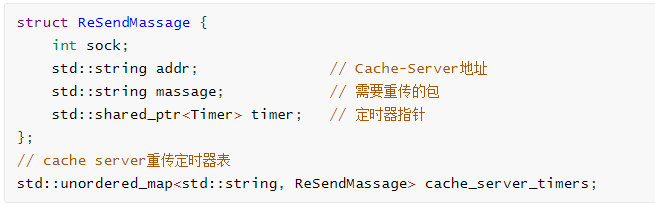 struct ReSendMassage {
    int sock;
    std::string addr;                // Cache-Server地址
    std::string massage;             // 需要重传的包
    std::shared_ptr<Timer> timer;   // 定时器指针
};
// cache server重传定时器表
std::unordered_map<std::string, ReSendMassage> cache_server_timers;